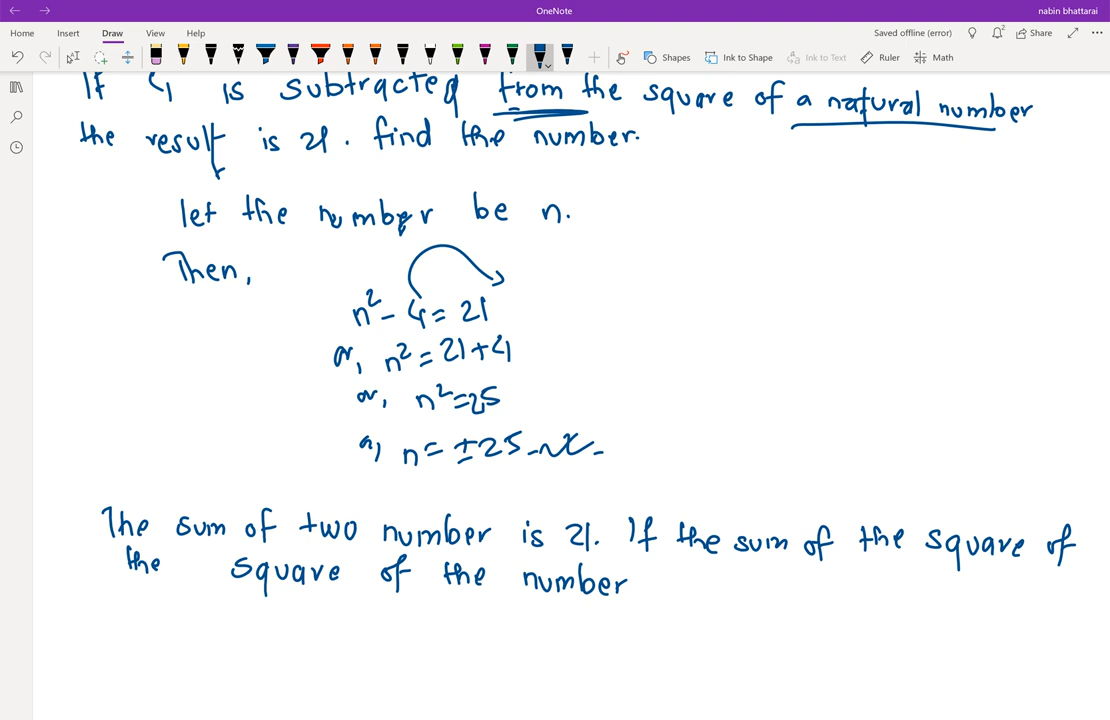 OneNote
nabin bhattarai
Home Insert Draw View Help
Saved offline (error)
Share
Shapes
Ink to Shape
Ink to Text
Ruler
Math
If 4 is subtracted from the square of a natural number
the result is 21. find the number.
let the number be n.
Then,
n² - 4 = 21
or, n² = 21+4
or, n² = 25
n = ±25
The sum of two number is 21. If the sum of the square of
the square of the number